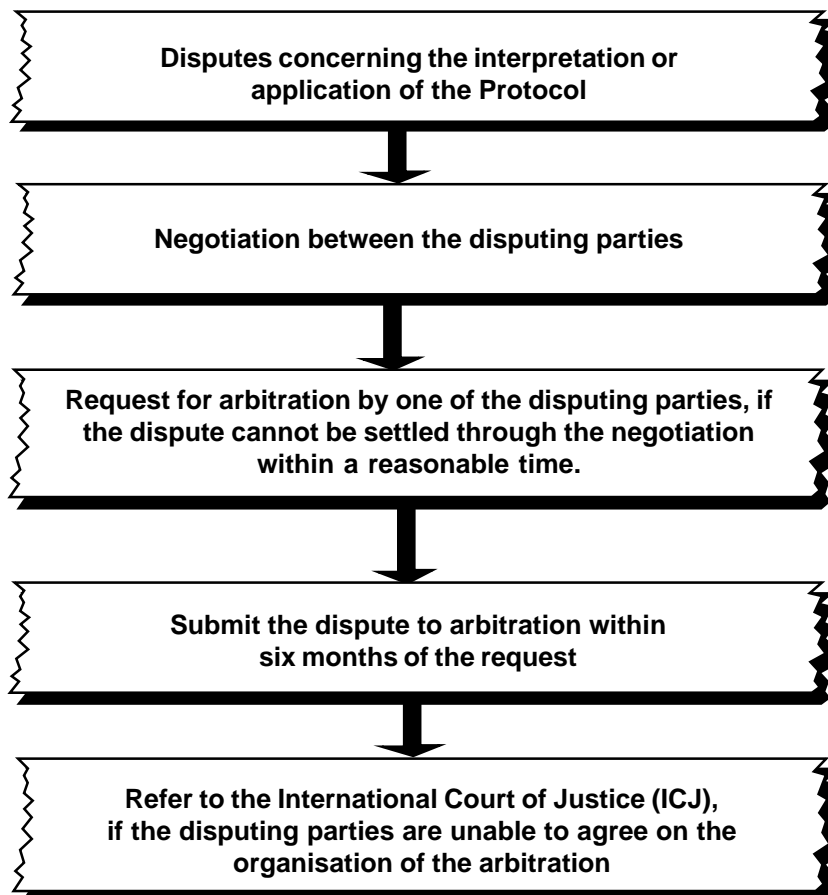 Disputes concerning the interpretation or
application of the Protocol
Negotiation between the disputing parties
Request for arbitration by one of the disputing parties, if
the dispute cannot be settled through the negotiation
within a reasonable time.
Submit the dispute to arbitration within
six months of the request
Refer to the International Court of Justice (ICJ),
if the disputing parties are unable to agree on the
organisation of the arbitration